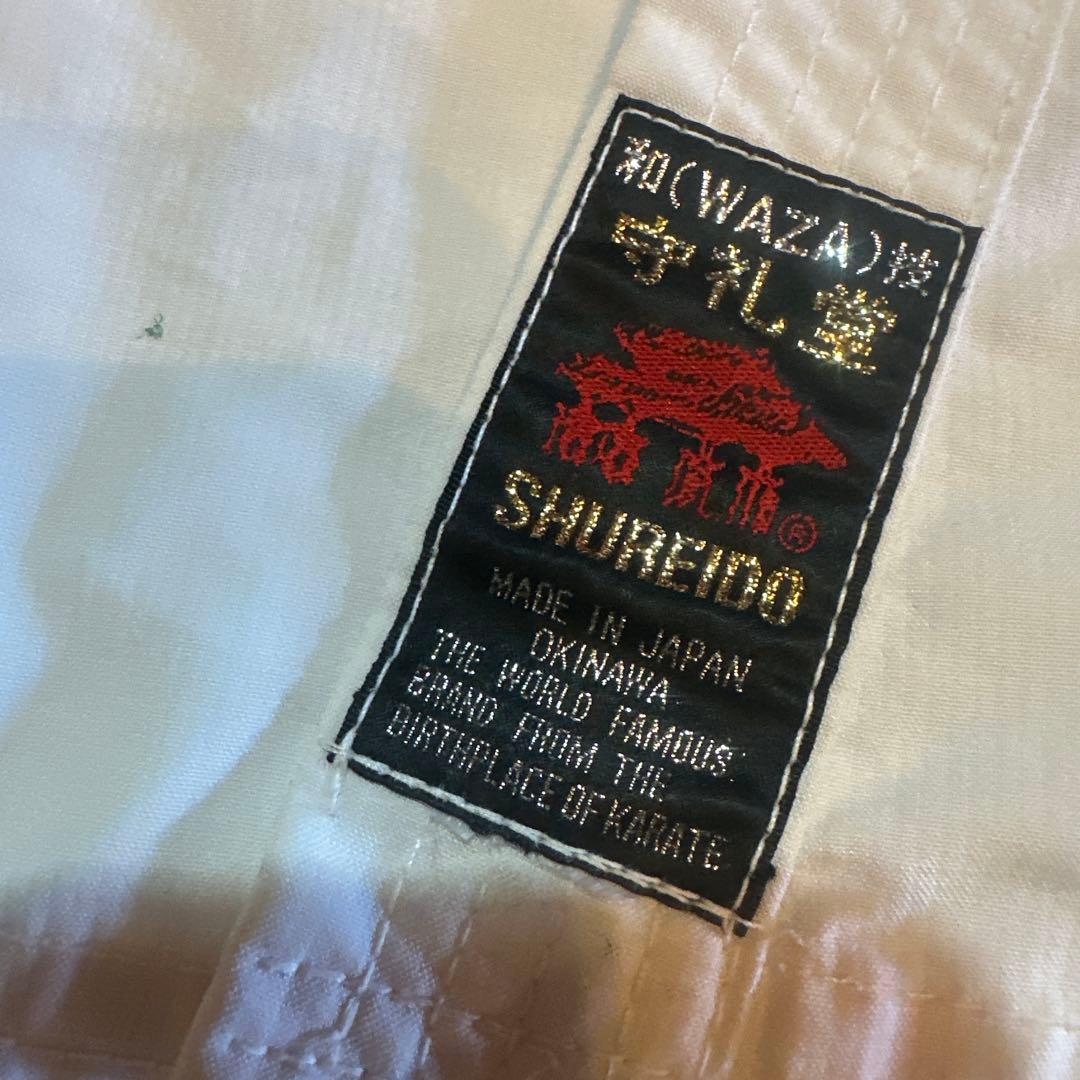 和(WAZA)技
守礼堂
®
SHUREIDO
MADE IN JAPAN
OKINAWA
THE WORLD FAMOUS
BRAND FROM THE
BIRTHPLACE OF KARATE